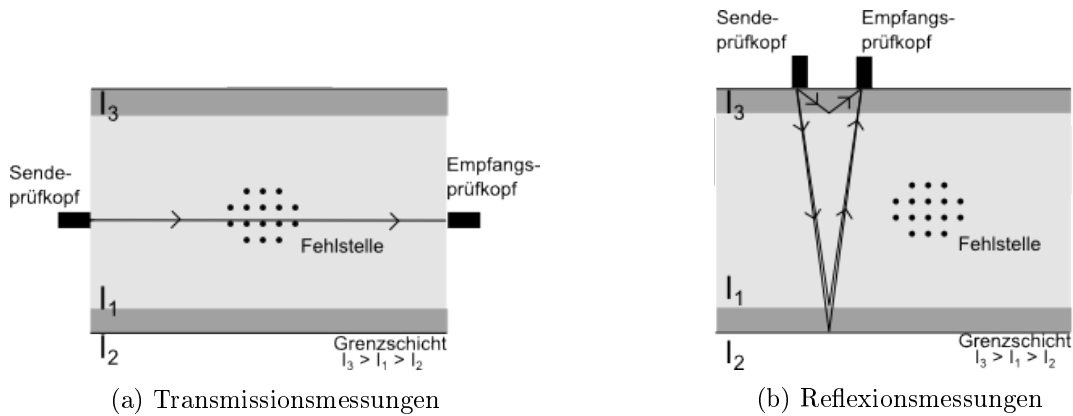 Sende-
prüfkopf
I₃
Empfangs-
prüfkopf
Fehlstelle
I₁
I₂
Grenzschicht
I₃ > I₁ > I₂
(a) Transmissionsmessungen
Sende-
prüfkopf
Empfangs-
prüfkopf
I₃
Fehlstelle
I₁
I₂
Grenzschicht
I₃ > I₁ > I₂
(b) Reflexionsmessungen